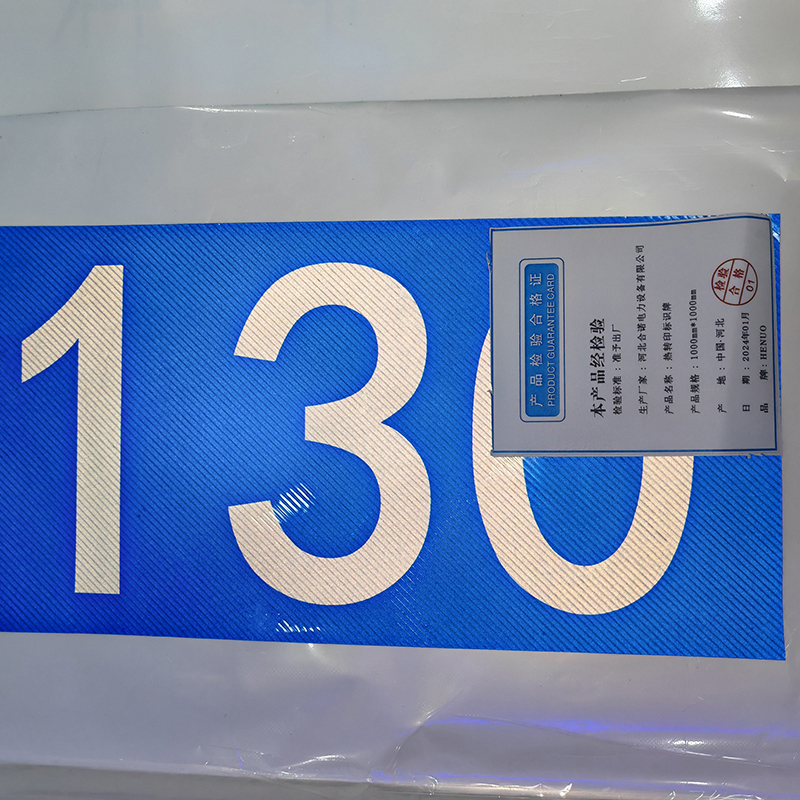 130
产品检验合格证
PRODUCT GUARANTEE CARD
本产品经检验
检验标准：准予出厂
生产厂家：河北合诺电力设备有限公司
产品名称：热转印标识牌
产品规格：1000mm*1000mm
产 地：中国·河北
日 期：2024年01月
品 牌：HENUO
检验
合格
01